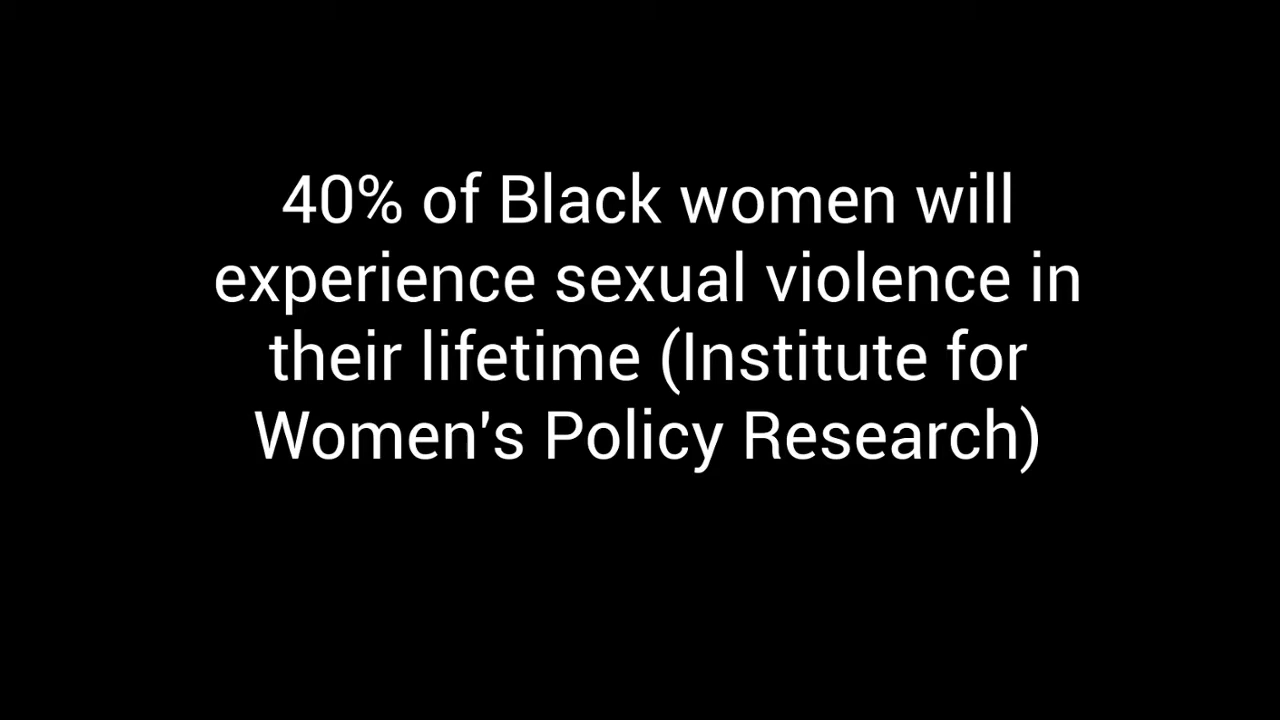 40% of Black women will
experience sexual violence in
their lifetime (Institute for
Women's Policy Research)